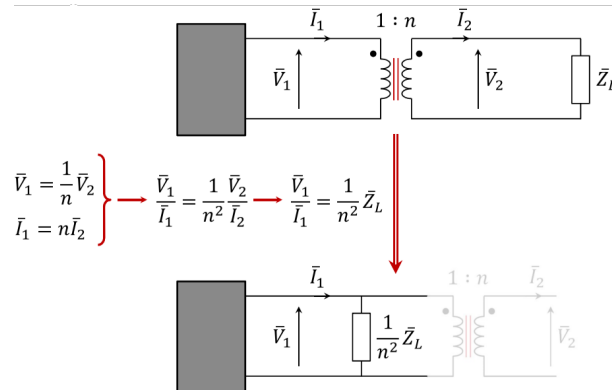 Ī₁ 1 : n Ī₂
V̄₁ V̄₂ Z̄L
V̄₁ = 1/n V̄₂
Ī₁ = nĪ₂
V̄₁/Ī₁ = 1/n² V̄₂/Ī₂
V̄₁/Ī₁ = 1/n² Z̄L
Ī₁ 1 : n Ī₂
V̄₁ 1/n² Z̄L V̄₂